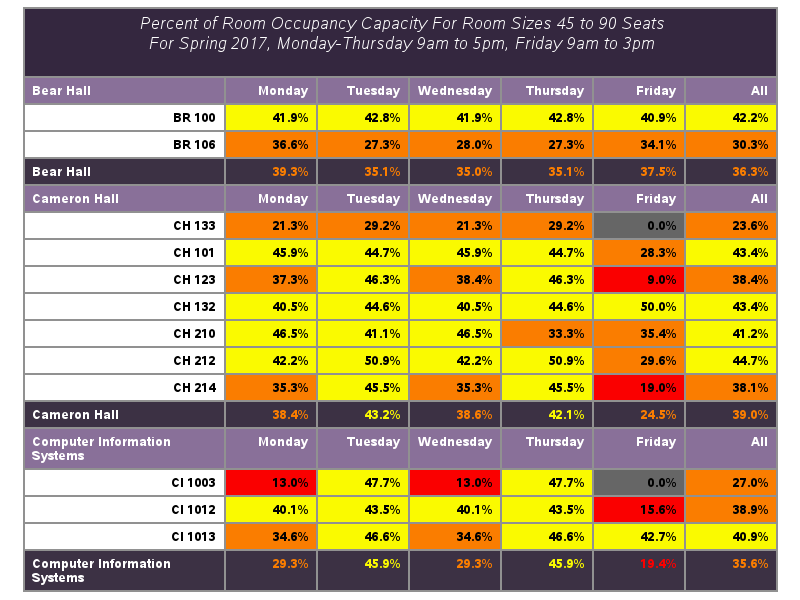 Percent of Room Occupancy Capacity For Room Sizes 45 to 90 Seats
For Spring 2017, Monday-Thursday 9am to 5pm, Friday 9am to 3pm
Bear Hall Monday Tuesday Wednesday Thursday Friday All
BR 100 41.9% 42.8% 41.9% 42.8% 40.9% 42.2%
BR 106 36.6% 27.3% 28.0% 27.3% 34.1% 30.3%
Bear Hall 39.3% 35.1% 35.0% 35.1% 37.5% 36.3%
Cameron Hall Monday Tuesday Wednesday Thursday Friday All
CH 133 21.3% 29.2% 21.3% 29.2% 0.0% 23.6%
CH 101 45.9% 44.7% 45.9% 44.7% 28.3% 43.4%
CH 123 37.3% 46.3% 38.4% 46.3% 9.0% 38.4%
CH 132 40.5% 44.6% 40.5% 44.6% 50.0% 43.4%
CH 210 46.5% 41.1% 46.5% 33.3% 35.4% 41.2%
CH 212 42.2% 50.9% 42.2% 50.9% 29.6% 44.7%
CH 214 35.3% 45.5% 35.3% 45.5% 19.0% 38.1%
Cameron Hall 38.4% 43.2% 38.6% 42.1% 24.5% 39.0%
Computer Information Monday Tuesday Wednesday Thursday Friday All
Systems
CI 1003 13.0% 47.7% 13.0% 47.7% 0.0% 27.0%
CI 1012 40.1% 43.5% 40.1% 43.5% 15.6% 38.9%
CI 1013 34.6% 46.6% 34.6% 46.6% 42.7% 40.9%
Computer Information 29.3% 45.9% 29.3% 45.9% 19.4% 35.6%
Systems